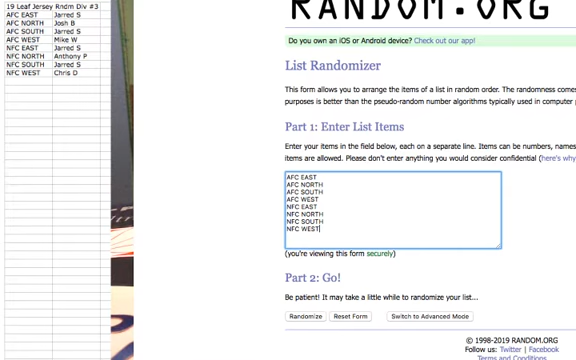 19 Leaf Jersey Rndm Div #3
AFC EAST Jarred S
AFC NORTH Josh B
AFC SOUTH Jarred S
AFC WEST Mike W
NFC EAST Jarred S
NFC NORTH Anthony P
NFC SOUTH Jarred S
NFC WEST Chris D
RANDOM.ORG
Do you own an iOS or Android device? Check out our app!
List Randomizer
This form allows you to arrange the items of a list in random order. The randomness comes
purposes is better than the pseudo-random number algorithms typically used in computer
Part 1: Enter List Items
Enter your items in the field below, each on a separate line. Items can be numbers, names
items are allowed. Please don't enter anything you would consider confidential (here's why
AFC EAST
AFC NORTH
AFC SOUTH
AFC WEST
NFC EAST
NFC NORTH
NFC SOUTH
NFC WEST
(you're viewing this form securely)
Part 2: Go!
Be patient! It may take a little while to randomize your list...
Randomize Reset Form Switch to Advanced Mode
© 1998-2019 RANDOM.ORG
Follow us: Twitter | Facebook
Terms and Conditions